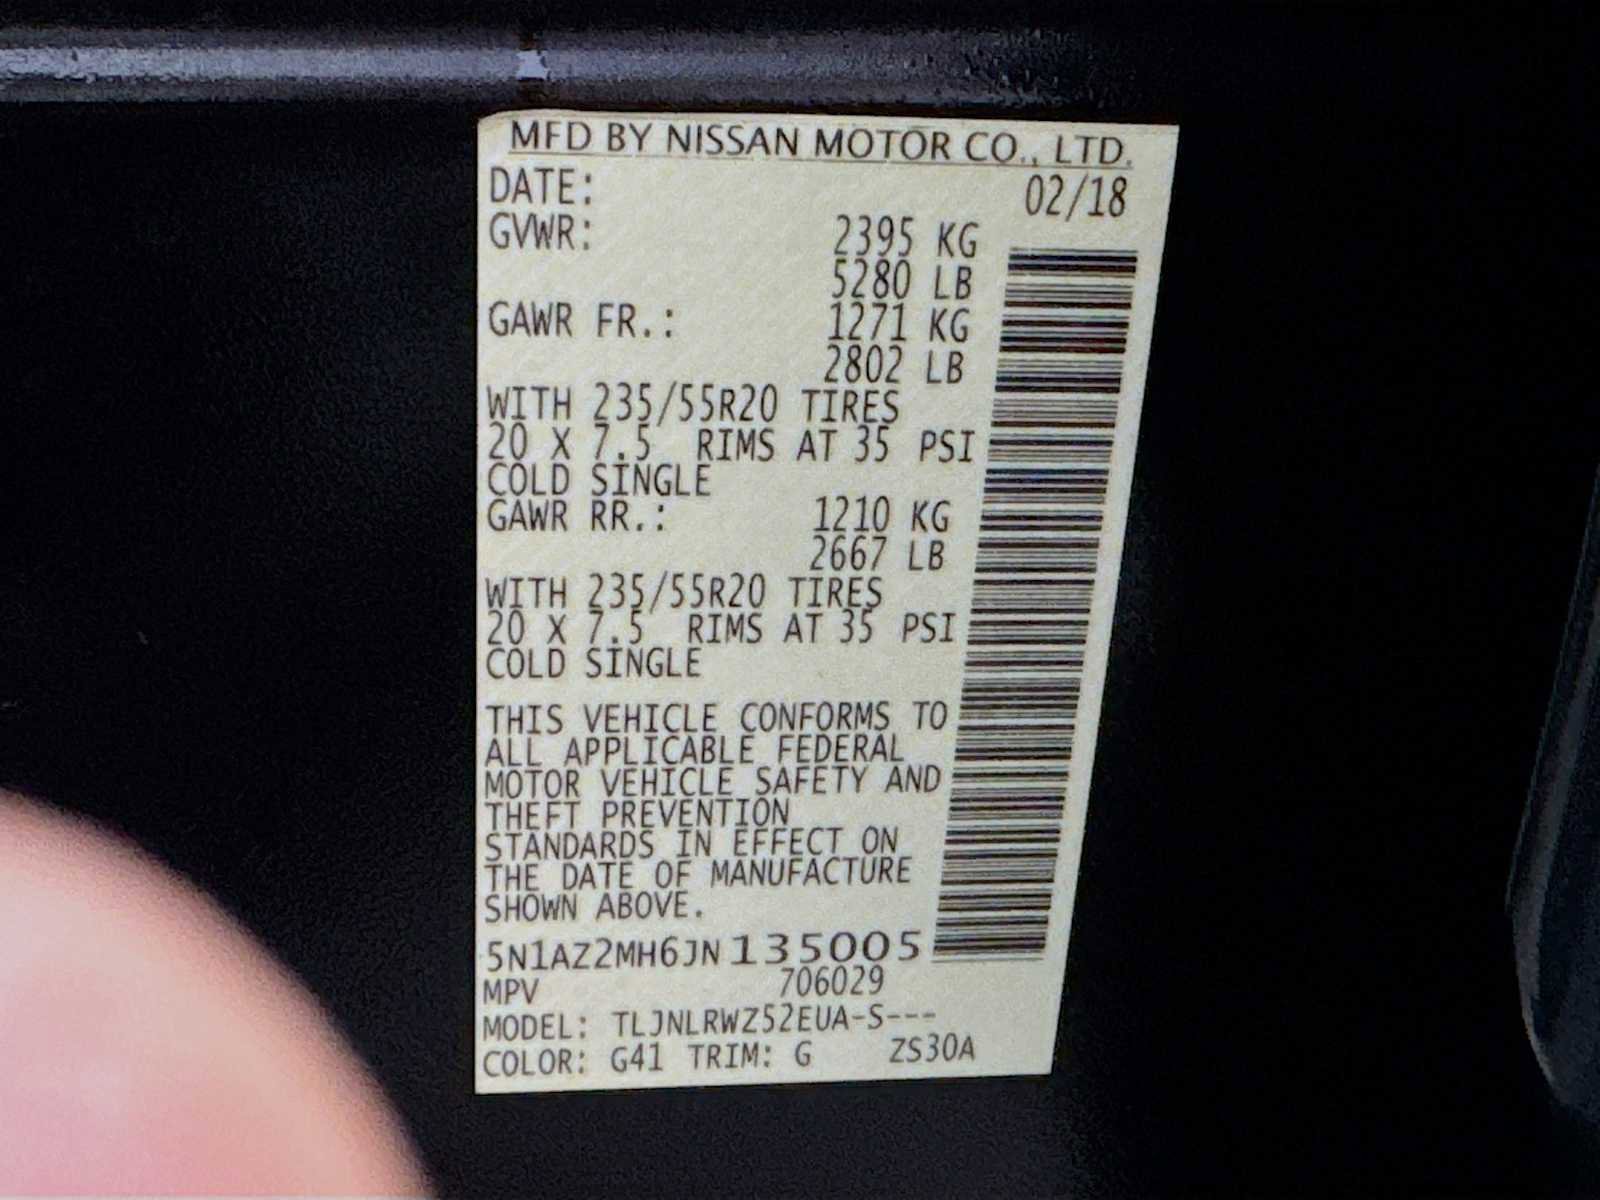 MFD BY NISSAN MOTOR CO., LTD.
DATE: 02/18
GVWR: 2395 KG
5280 LB
GAWR FR.: 1271 KG
2802 LB
WITH 235/55R20 TIRES
20 X 7.5 RIMS AT 35 PSI
COLD SINGLE
GAWR RR.: 1210 KG
2667 LB
WITH 235/55R20 TIRES
20 X 7.5 RIMS AT 35 PSI
COLD SINGLE
THIS VEHICLE CONFORMS TO
ALL APPLICABLE FEDERAL
MOTOR VEHICLE SAFETY AND
THEFT PREVENTION
STANDARDS IN EFFECT ON
THE DATE OF MANUFACTURE
SHOWN ABOVE.
5N1AZ2MH6JN135005
MPV 706029
MODEL: TLJNLRWZ52EUA-S---
COLOR: G41 TRIM: G ZS30A